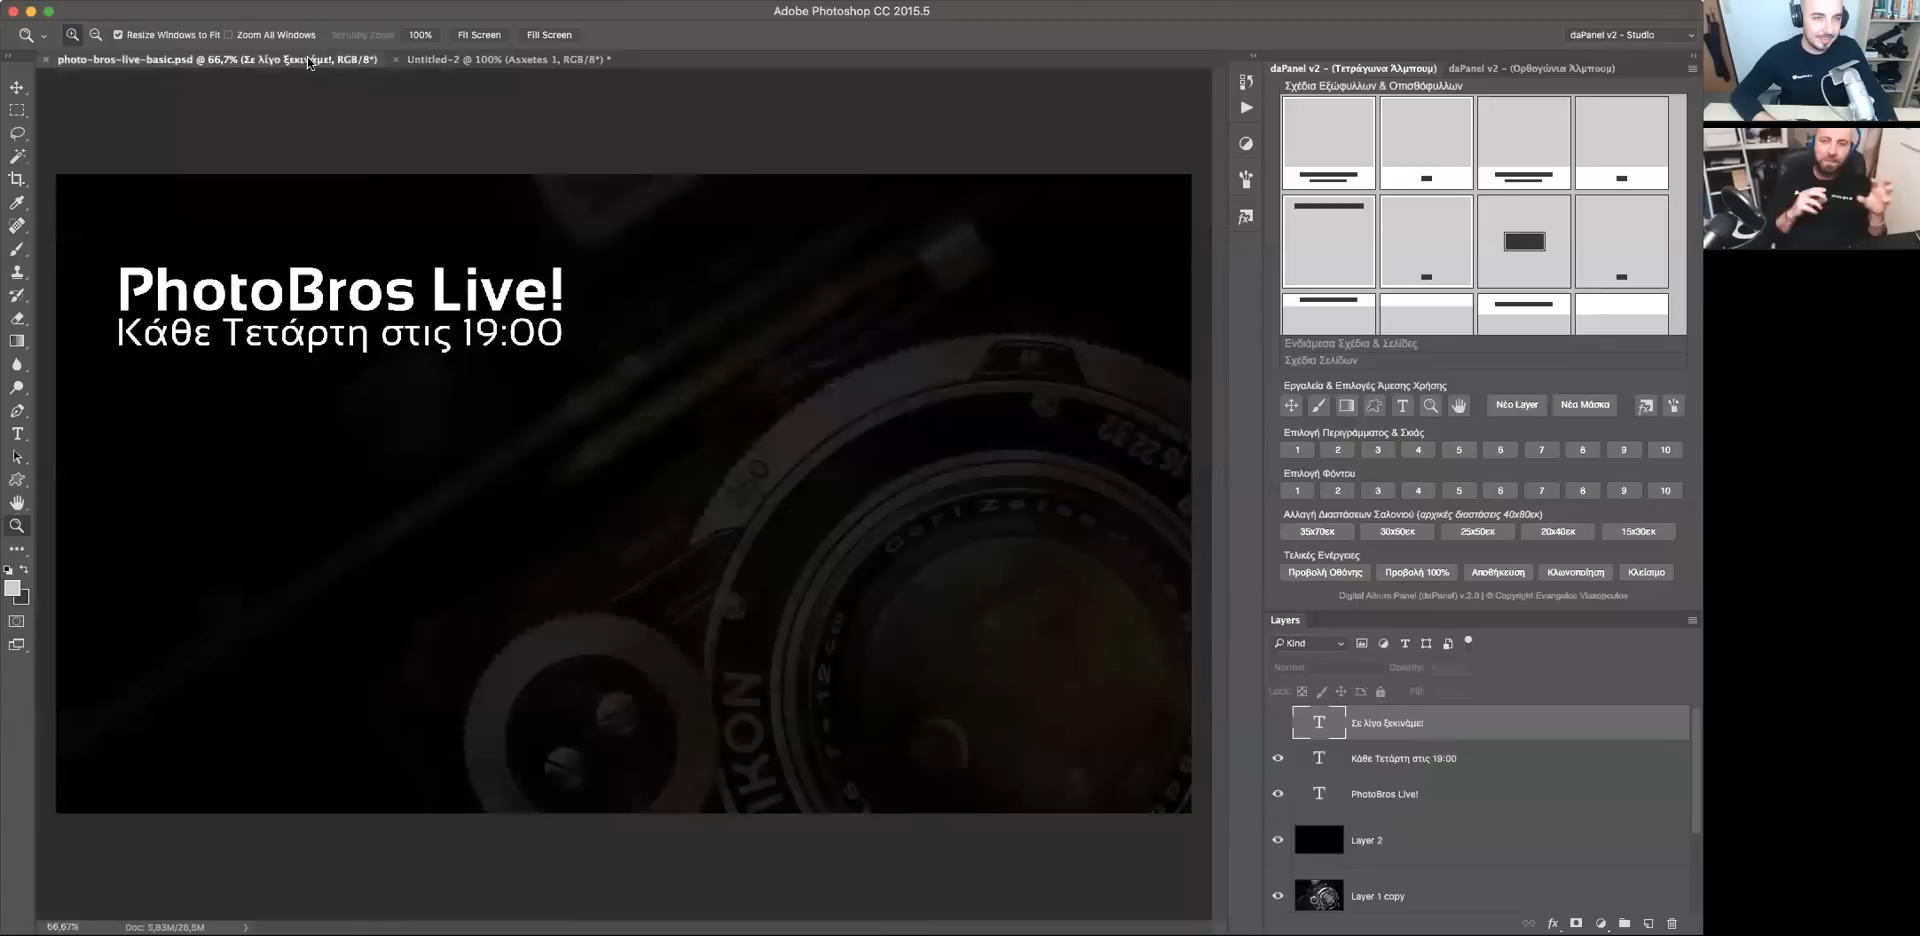 Adobe Photoshop CC 2015.5
Resize Windows to Fit
Zoom All Windows
Scrubby Zoom
100%
Fit Screen
Fill Screen
daPanel v2 - Studio
photo-bros-live-basic.psd @ 66,7% (Σε λίγο ξεκινάμε!, RGB/8*)
Untitled-2 @ 100% (Asxetes 1, RGB/8*) *
daPanel v2 - (Τετράγωνα Άλμπουμ)
daPanel v2 - (Ορθογώνια Άλμπουμ)
Σχέδια Εξώφυλλων & Οπισθόφυλλων
PhotoBros Live!
Κάθε Τετάρτη στις 19:00
250
16 22 32
Carl Zeiss
f-12cm
IKON
Ενδιάμεσα Σχέδια & Σελίδες
Σχέδια Σελίδων
Εργαλεία & Επιλογές Άμεσης Χρήσης
Νέο Layer
Νέα Μάσκα
Επιλογή Περιγράμματος & Σκιάς
1 2 3 4 5 6 7 8 9 10
Επιλογή Φόντου
1 2 3 4 5 6 7 8 9 10
Αλλαγή Διαστάσεων Σαλονιού (αρχικές διαστάσεις 40x80εκ)
35x70εκ 30x60εκ 25x50εκ 20x40εκ 15x30εκ
Τελικές Ενέργειες
Προβολή Οθόνης Προβολή 100% Αποθήκευση Κλωνοποίηση Κλείσιμο
Digital Album Panel (daPanel) v.2.0 | © Copyright Evangelos Vlasopoulos
Layers
Kind
Normal
Opacity:
Lock:
Fill:
Σε λίγο ξεκινάμε!
Κάθε Τετάρτη στις 19:00
PhotoBros Live!
Layer 2
Layer 1 copy
66,67%
Doc: 5,93M/26,5M